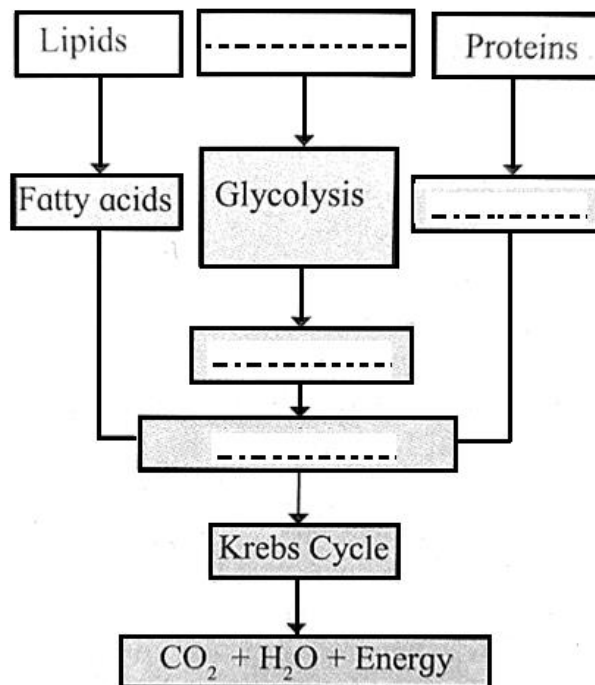 Lipids
Proteins
Fatty acids
Glycolysis
Krebs Cycle
CO₂ + H₂O + Energy